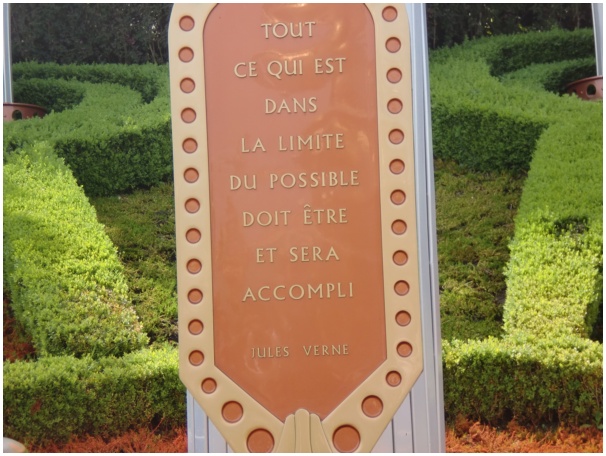 TOUT
CE QUI EST
DANS
LA LIMITE
DU POSSIBLE
DOIT ÊTRE
ET SERA
ACCOMPLI
JULES VERNE